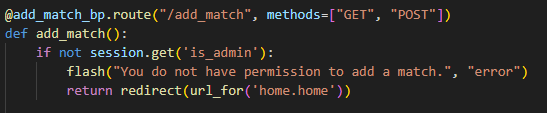 @add_match_bp.route("/add_match", methods=["GET", "POST"])
def add_match():
    if not session.get('is_admin'):
        flash("You do not have permission to add a match.", "error")
        return redirect(url_for('home.home'))